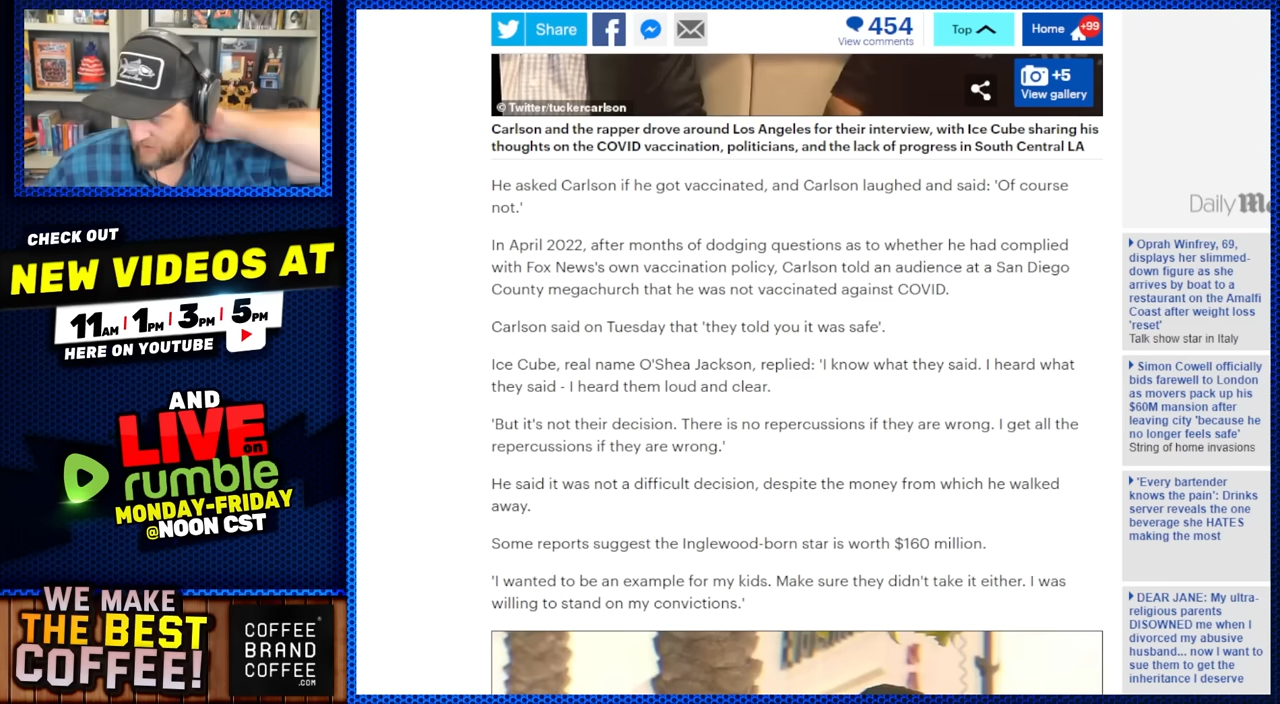 CHECK OUT
NEW VIDEOS AT
11AM | 1PM | 3PM | 5PM
HERE ON YOUTUBE
AND
LIVE
on
rumble
MONDAY-FRIDAY
@NOON CST
WE MAKE
THE BEST
COFFEE!
COFFEE
BRAND
COFFEE
.COM
Share
454
View comments
Top
Home
+99
© Twitter/tuckercarlson
+5
View gallery
Carlson and the rapper drove around Los Angeles for their interview, with Ice Cube sharing his
thoughts on the COVID vaccination, politicians, and the lack of progress in South Central LA
He asked Carlson if he got vaccinated, and Carlson laughed and said: 'Of course
not.'
In April 2022, after months of dodging questions as to whether he had complied
with Fox News's own vaccination policy, Carlson told an audience at a San Diego
County megachurch that he was not vaccinated against COVID.
Carlson said on Tuesday that 'they told you it was safe'.
Ice Cube, real name O'Shea Jackson, replied: 'I know what they said. I heard what
they said - I heard them loud and clear.
'But it's not their decision. There is no repercussions if they are wrong. I get all the
repercussions if they are wrong.'
He said it was not a difficult decision, despite the money from which he walked
away.
Some reports suggest the Inglewood-born star is worth $160 million.
'I wanted to be an example for my kids. Make sure they didn't take it either. I was
willing to stand on my convictions.'
Daily
Oprah Winfrey, 69,
displays her slimmed-
down figure as she
arrives by boat to a
restaurant on the Amalfi
Coast after weight loss
'reset'
Talk show star in Italy
Simon Cowell officially
bids farewell to London
as movers pack up his
$60M mansion after
leaving city 'because he
no longer feels safe'
String of home invasions
'Every bartender
knows the pain': Drinks
server reveals the one
beverage she HATES
making the most
DEAR JANE: My ultra-
religious parents
DISOWNED me when I
divorced my abusive
husband... now I want to
sue them to get the
inheritance I deserve